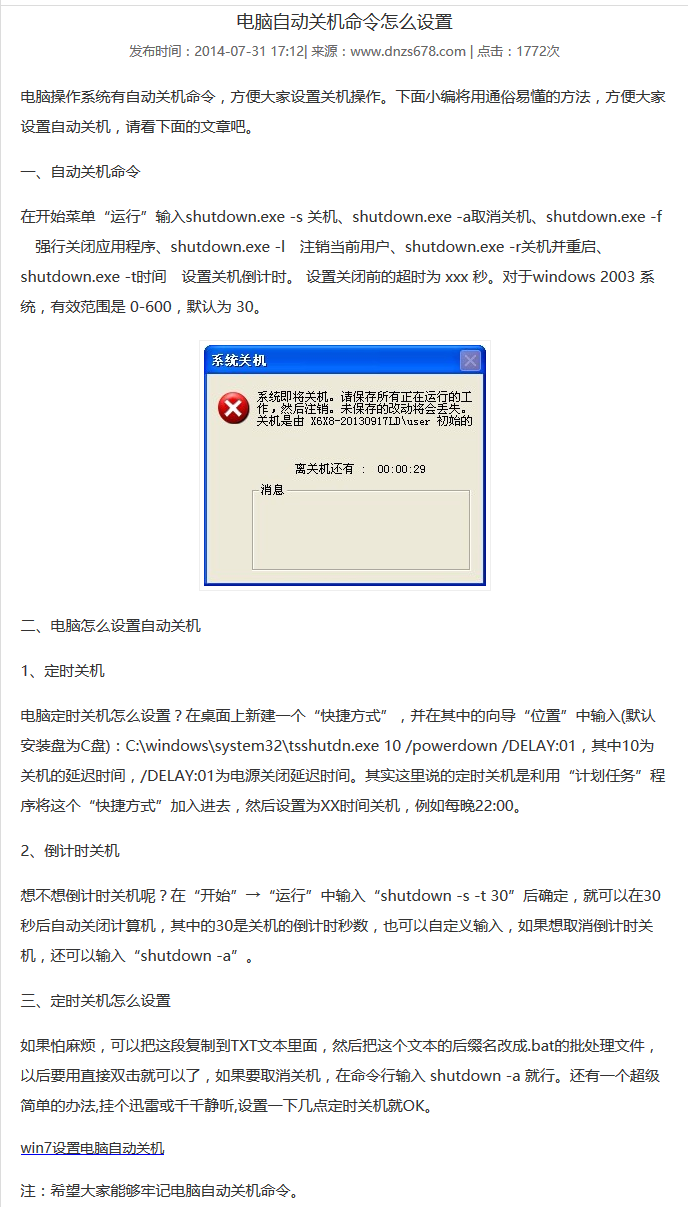 电脑自动关机命令怎么设置
发布时间：2014-07-31 17:12| 来源：www.dnzs678.com | 点击：1772次
电脑操作系统有自动关机命令，方便大家设置关机操作。下面小编将用通俗易懂的方法，方便大家
设置自动关机，请看下面的文章吧。
一、自动关机命令
在开始菜单“运行”输入shutdown.exe -s 关机、shutdown.exe -a取消关机、shutdown.exe -f
强行关闭应用程序、shutdown.exe -l　注销当前用户、shutdown.exe -r关机并重启、
shutdown.exe -t时间　设置关机倒计时。 设置关闭前的超时为 xxx 秒。对于windows 2003 系
统，有效范围是 0-600，默认为 30。
系统关机
系统即将关机。请保存所有正在运行的工
作，然后注销。未保存的改动将会丢失。
关机是由 X6X8-20130917LD\user 初始的
离关机还有 ： 00:00:29
消息
二、电脑怎么设置自动关机
1、定时关机
电脑定时关机怎么设置？在桌面上新建一个“快捷方式”，并在其中的向导“位置”中输入(默认
安装盘为C盘)：C:\windows\system32\tsshutdn.exe 10 /powerdown /DELAY:01，其中10为
关机的延迟时间，/DELAY:01为电源关闭延迟时间。其实这里说的定时关机是利用“计划任务”程
序将这个“快捷方式”加入进去，然后设置为XX时间关机，例如每晚22:00。
2、倒计时关机
想不想倒计时关机呢？在“开始”→“运行”中输入“shutdown -s -t 30”后确定，就可以在30
秒后自动关闭计算机，其中的30是关机的倒计时秒数，也可以自定义输入，如果想取消倒计时关
机，还可以输入“shutdown -a”。
三、定时关机怎么设置
如果怕麻烦，可以把这段复制到TXT文本里面，然后把这个文本的后缀名改成.bat的批处理文件，
以后要用直接双击就可以了，如果要取消关机，在命令行输入 shutdown -a 就行。还有一个超级
简单的办法,挂个迅雷或千千静听,设置一下几点定时关机就OK。
win7设置电脑自动关机
注：希望大家能够牢记电脑自动关机命令。